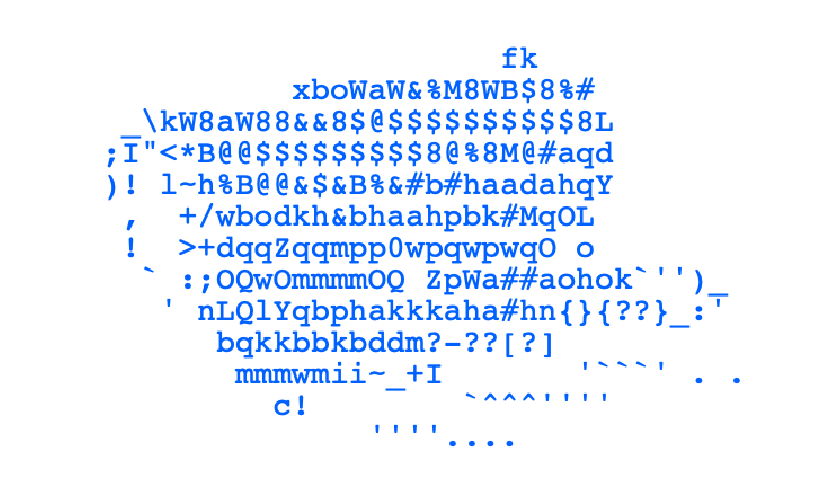 fk
          xboWaW&%M8WB$8%#
 _\kW8aW88&&8$@$$$$$$$$$$8L
;I"<*B@@$$$$$$$$$8@%8M@#aqd
)! l~h%B@@&$&B%&#b#haadahqY
 ,  +/wbodkh&bhaahpbk#MqOL
 !  >+dqqZqqmpp0wpqwpwqO o
  ` :;OQwOmmmmOQ ZpWa##aohok`'')_
   ' nLQlYqbphakkkaha#hn{}{??}_:'
      bqkkbbkbddm?-??[?]
       mmmwmii~_+I       '```' . .
         c!        `^^^''''
              ''''....